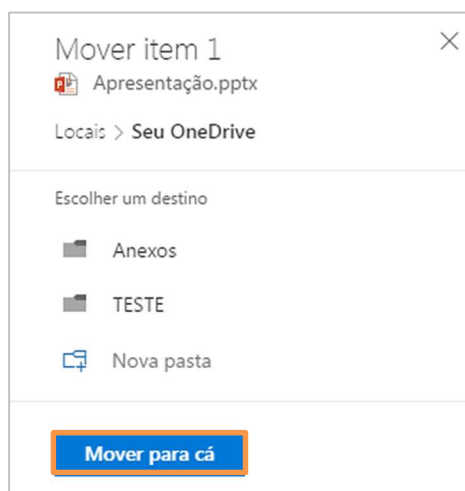 Mover item 1
Apresentação.pptx
Locais > Seu OneDrive
Escolher um destino
Anexos
TESTE
Nova pasta
Mover para cá